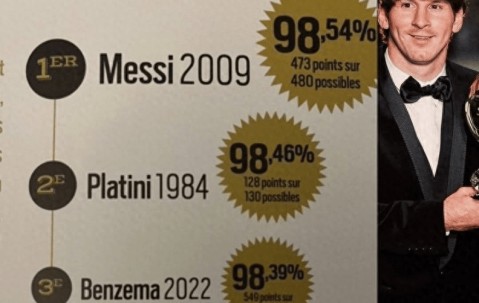 1ER
Messi 2009
98,54%
473 points sur
480 possibles
2E
Platini 1984
98,46%
128 points sur
130 possibles
3E
Benzema 2022
98,39%
549 points sur